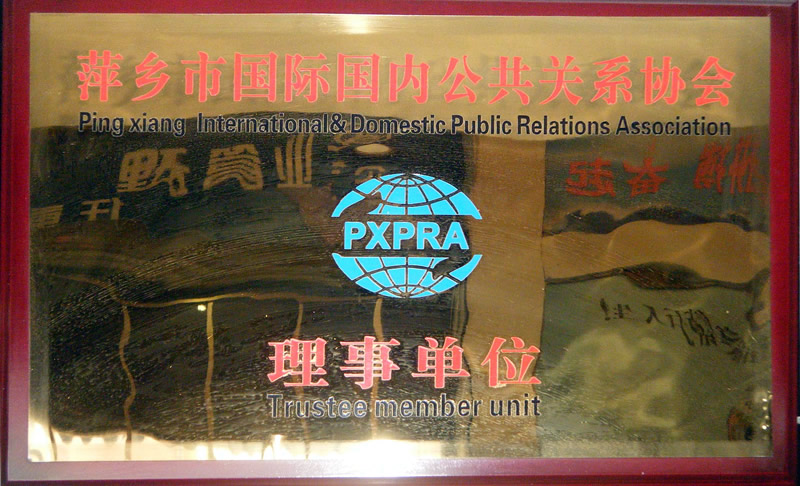 萍乡市国际国内公共关系协会
Ping xiang International&Domestic Public Relations Association
PXPRA
理事单位
Trustee member unit